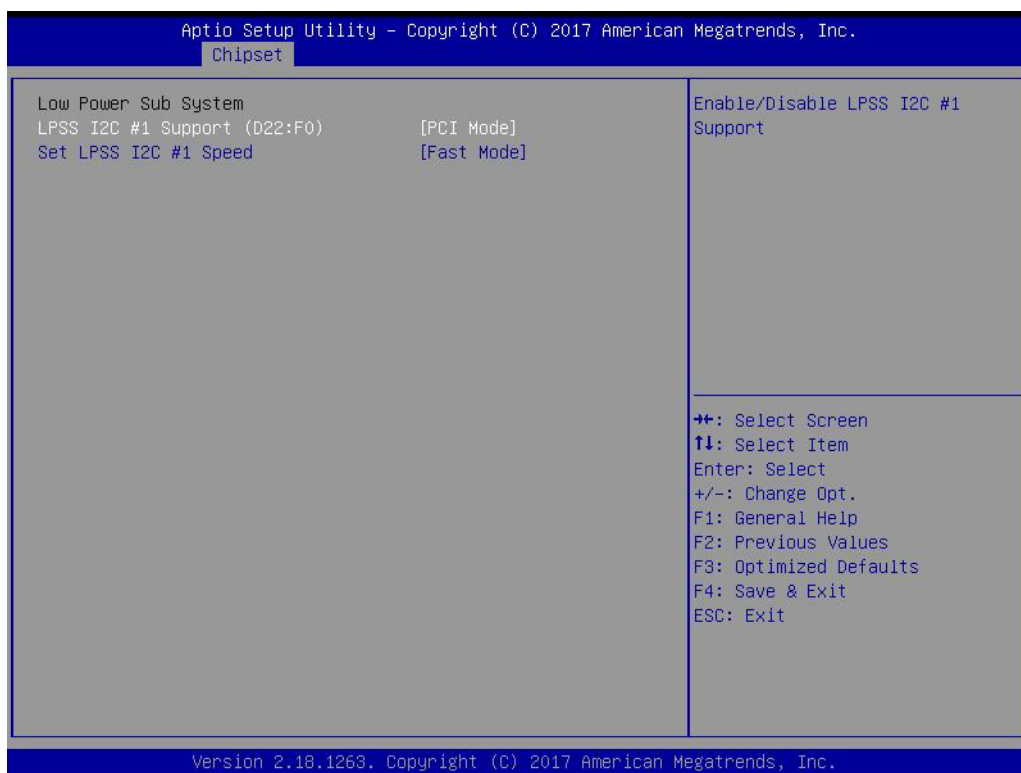 Aptio Setup Utility – Copyright (C) 2017 American Megatrends, Inc.
Chipset
Low Power Sub System
LPSS I2C #1 Support (D22:F0) [PCI Mode]
Set LPSS I2C #1 Speed [Fast Mode]
Enable/Disable LPSS I2C #1
Support
→←: Select Screen
↑↓: Select Item
Enter: Select
+/-: Change Opt.
F1: General Help
F2: Previous Values
F3: Optimized Defaults
F4: Save & Exit
ESC: Exit
Version 2.18.1263. Copyright (C) 2017 American Megatrends, Inc.